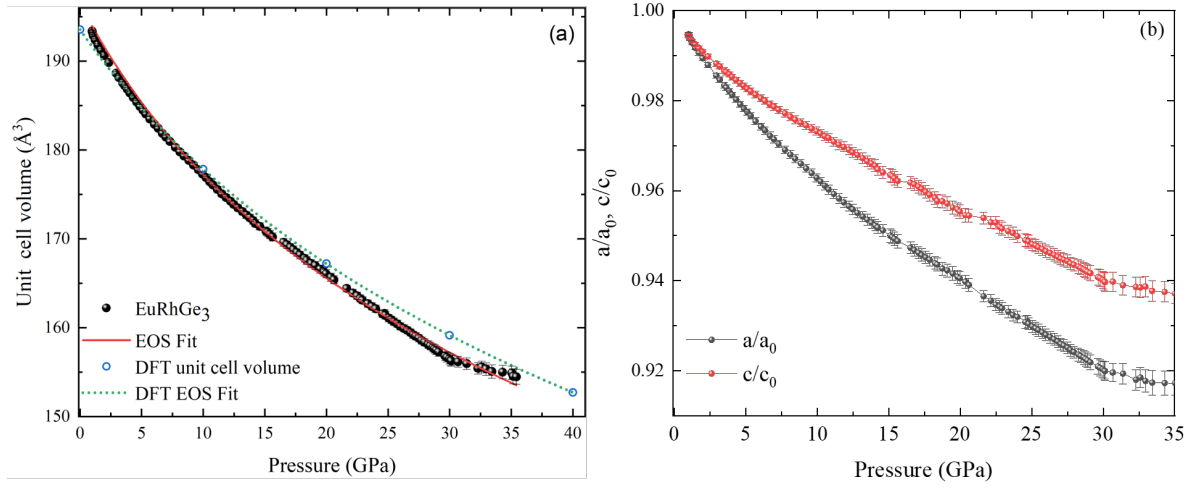 (a)
190
180
170
160
150
Unit cell volume (Å³)
EuRhGe₃
EOS Fit
DFT unit cell volume
DFT EOS Fit
0 5 10 15 20 25 30 35 40
Pressure (GPa)
(b)
1.00
0.98
0.96
0.94
0.92
a/a₀, c/c₀
a/a₀
c/c₀
0 5 10 15 20 25 30 35
Pressure (GPa)